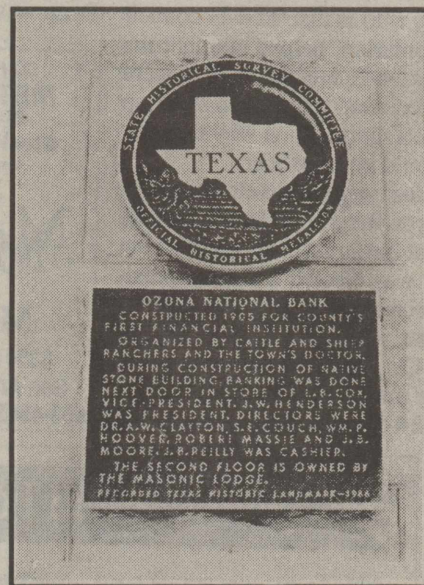 STATE HISTORICAL SURVEY COMMITTEE
TEXAS
OFFICIAL HISTORICAL MEDALLION
OZONA NATIONAL BANK
CONSTRUCTED 1905 FOR COUNTY'S
FIRST FINANCIAL INSTITUTION.
ORGANIZED BY CATTLE AND SHEEP
RANCHERS AND THE TOWN'S DOCTOR.
DURING CONSTRUCTION OF NATIVE
STONE BUILDING, BANKING WAS DONE
NEXT DOOR IN STORE OF L.B. COX,
VICE-PRESIDENT. J.W. HENDERSON
WAS PRESIDENT. DIRECTORS WERE
DR. A.W. CLAYTON, S.E. COUCH, WM. P.
HOOVER, ROBERT MASSIE AND J.B.
MOORE. J.B. REILLY WAS CASHIER.
THE SECOND FLOOR IS OWNED BY
THE MASONIC LODGE.
RECORDED TEXAS HISTORIC LANDMARK-1966